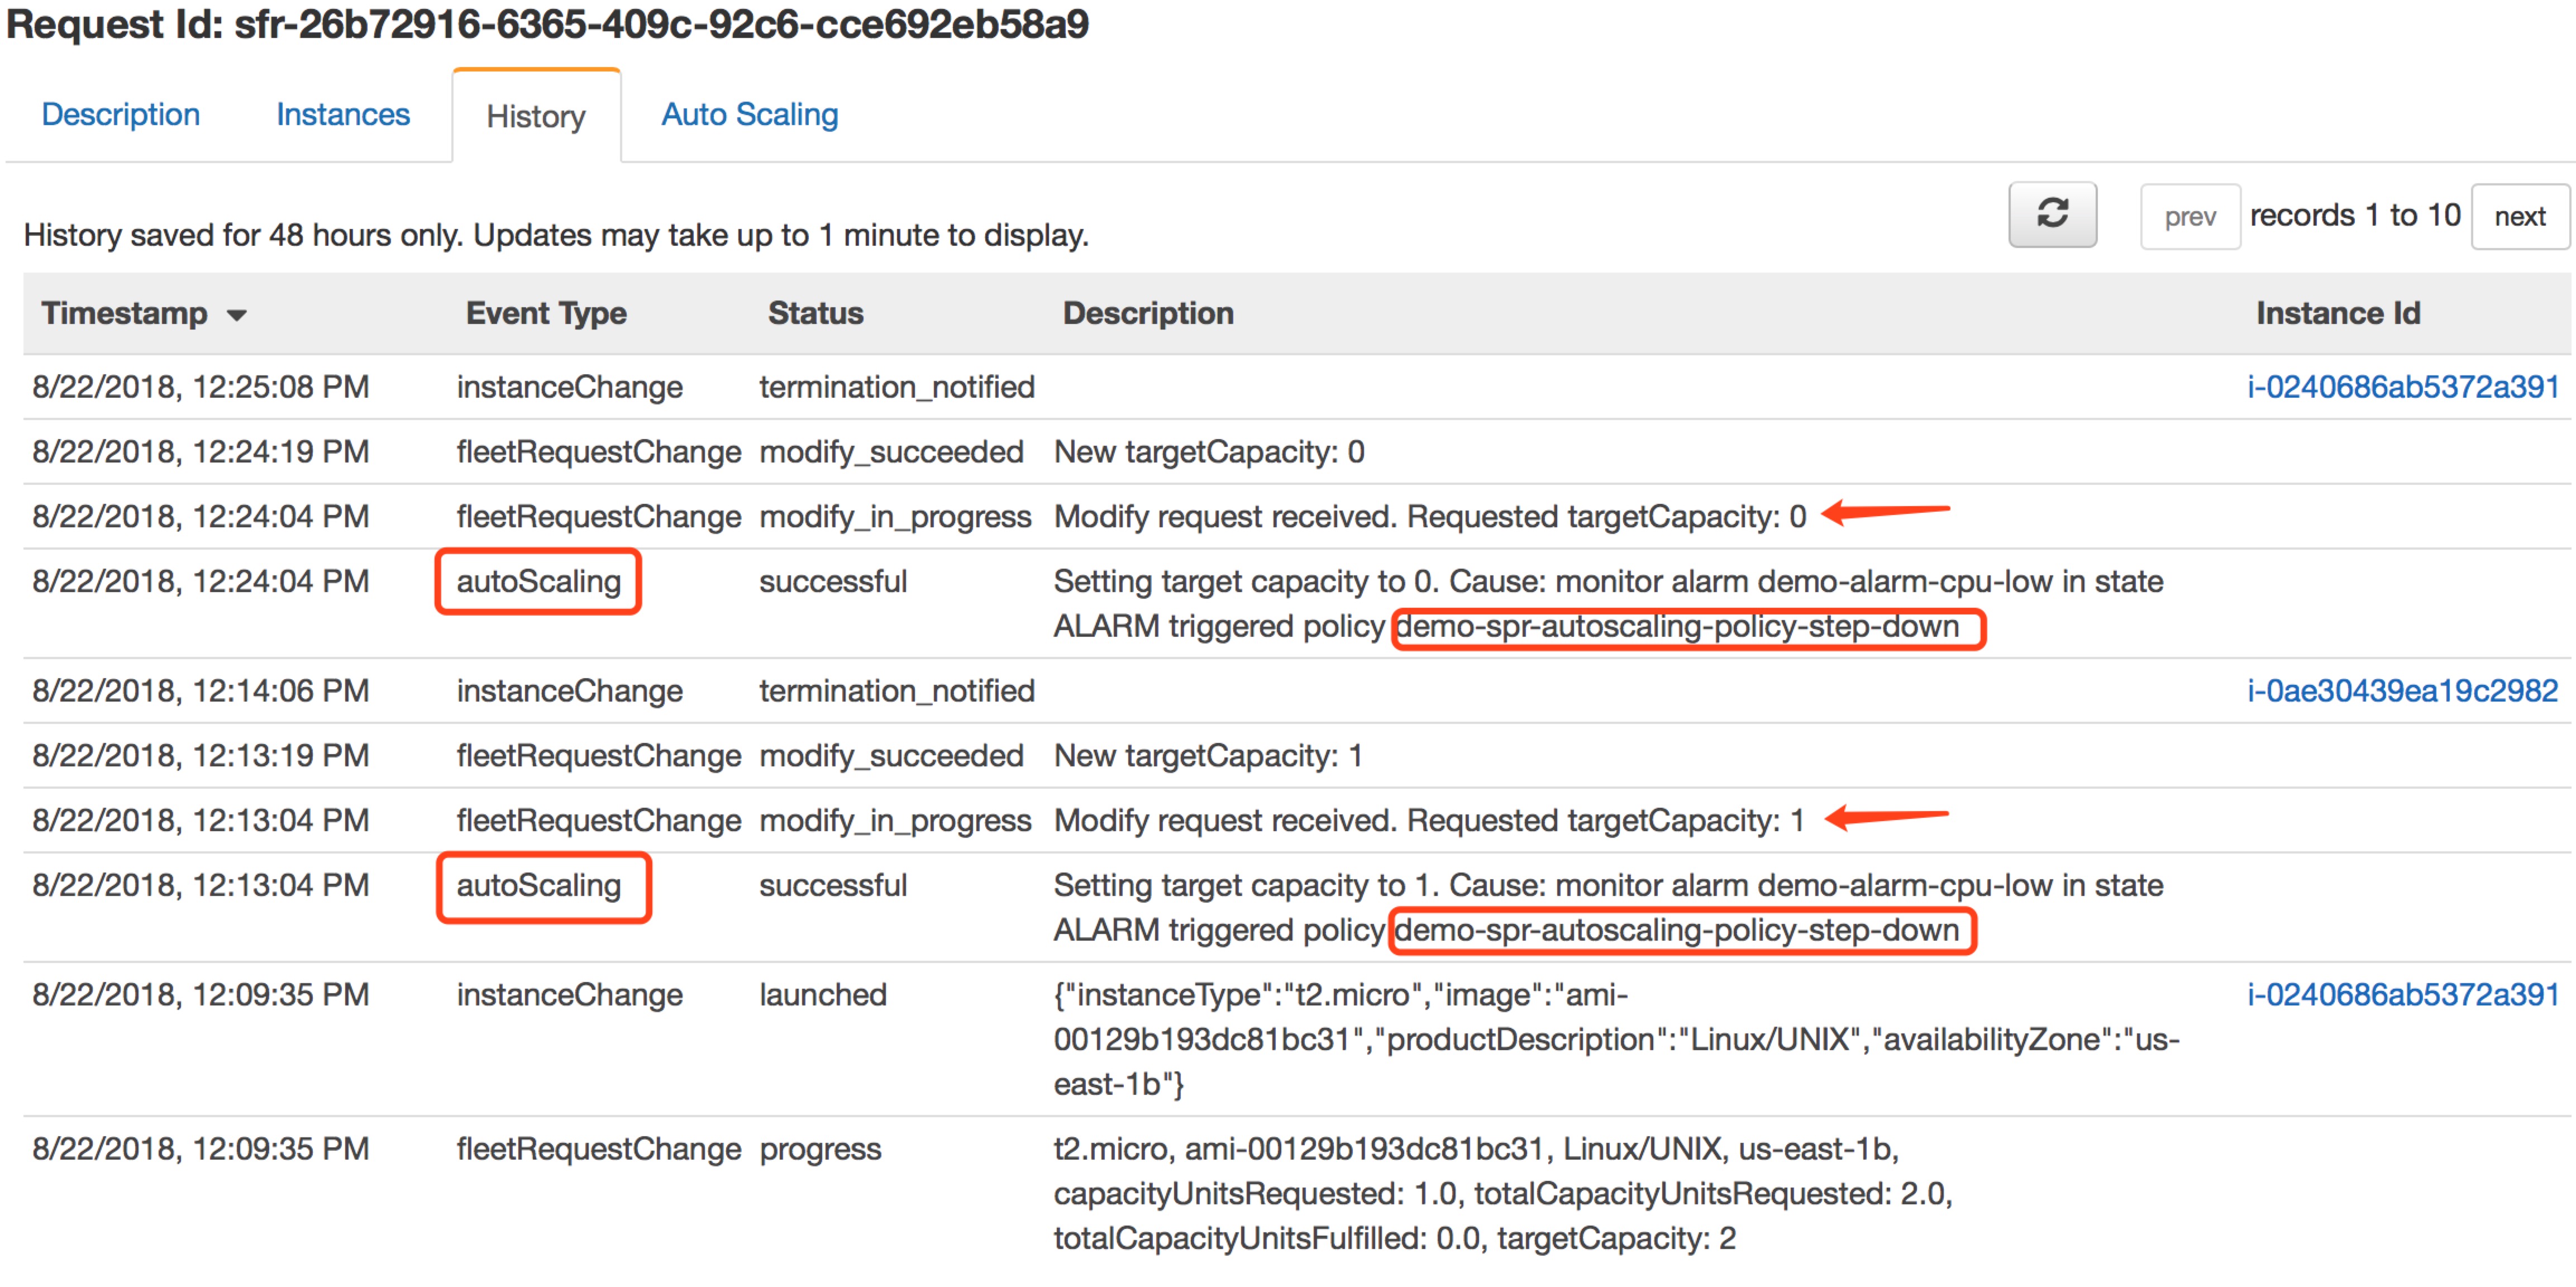 Request Id: sfr-26b72916-6365-409c-92c6-cce692eb58a9
Description Instances History Auto Scaling
History saved for 48 hours only. Updates may take up to 1 minute to display. prev records 1 to 10 next
Timestamp Event Type Status Description Instance Id
8/22/2018, 12:25:08 PM instanceChange termination_notified i-0240686ab5372a391
8/22/2018, 12:24:19 PM fleetRequestChange modify_succeeded New targetCapacity: 0
8/22/2018, 12:24:04 PM fleetRequestChange modify_in_progress Modify request received. Requested targetCapacity: 0
8/22/2018, 12:24:04 PM autoScaling successful Setting target capacity to 0. Cause: monitor alarm demo-alarm-cpu-low in state
ALARM triggered policy demo-spr-autoscaling-policy-step-down
8/22/2018, 12:14:06 PM instanceChange termination_notified i-0ae30439ea19c2982
8/22/2018, 12:13:19 PM fleetRequestChange modify_succeeded New targetCapacity: 1
8/22/2018, 12:13:04 PM fleetRequestChange modify_in_progress Modify request received. Requested targetCapacity: 1
8/22/2018, 12:13:04 PM autoScaling successful Setting target capacity to 1. Cause: monitor alarm demo-alarm-cpu-low in state
ALARM triggered policy demo-spr-autoscaling-policy-step-down
8/22/2018, 12:09:35 PM instanceChange launched {"instanceType":"t2.micro","image":"ami- i-0240686ab5372a391
00129b193dc81bc31","productDescription":"Linux/UNIX","availabilityZone":"us-
east-1b"}
8/22/2018, 12:09:35 PM fleetRequestChange progress t2.micro, ami-00129b193dc81bc31, Linux/UNIX, us-east-1b,
capacityUnitsRequested: 1.0, totalCapacityUnitsRequested: 2.0,
totalCapacityUnitsFulfilled: 0.0, targetCapacity: 2